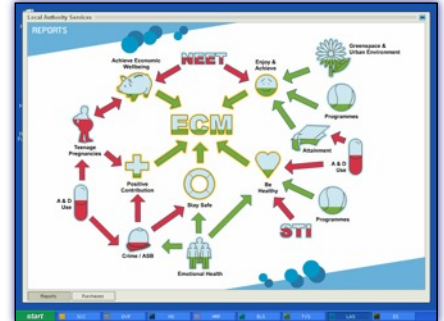 Local Authority Services
REPORTS
Achieve Economic
Wellbeing
NEET
Enjoy &
Achieve
Greenspace &
Urban Environment
Programmes
ECM
Attainment
Teenage
Pregnancies
Positive
Contribution
Be
Healthy
A & D
Use
Stay Safe
A & D
Use
Programmes
STI
Crime / ASB
Emotional Health
Reports
Purchases
start